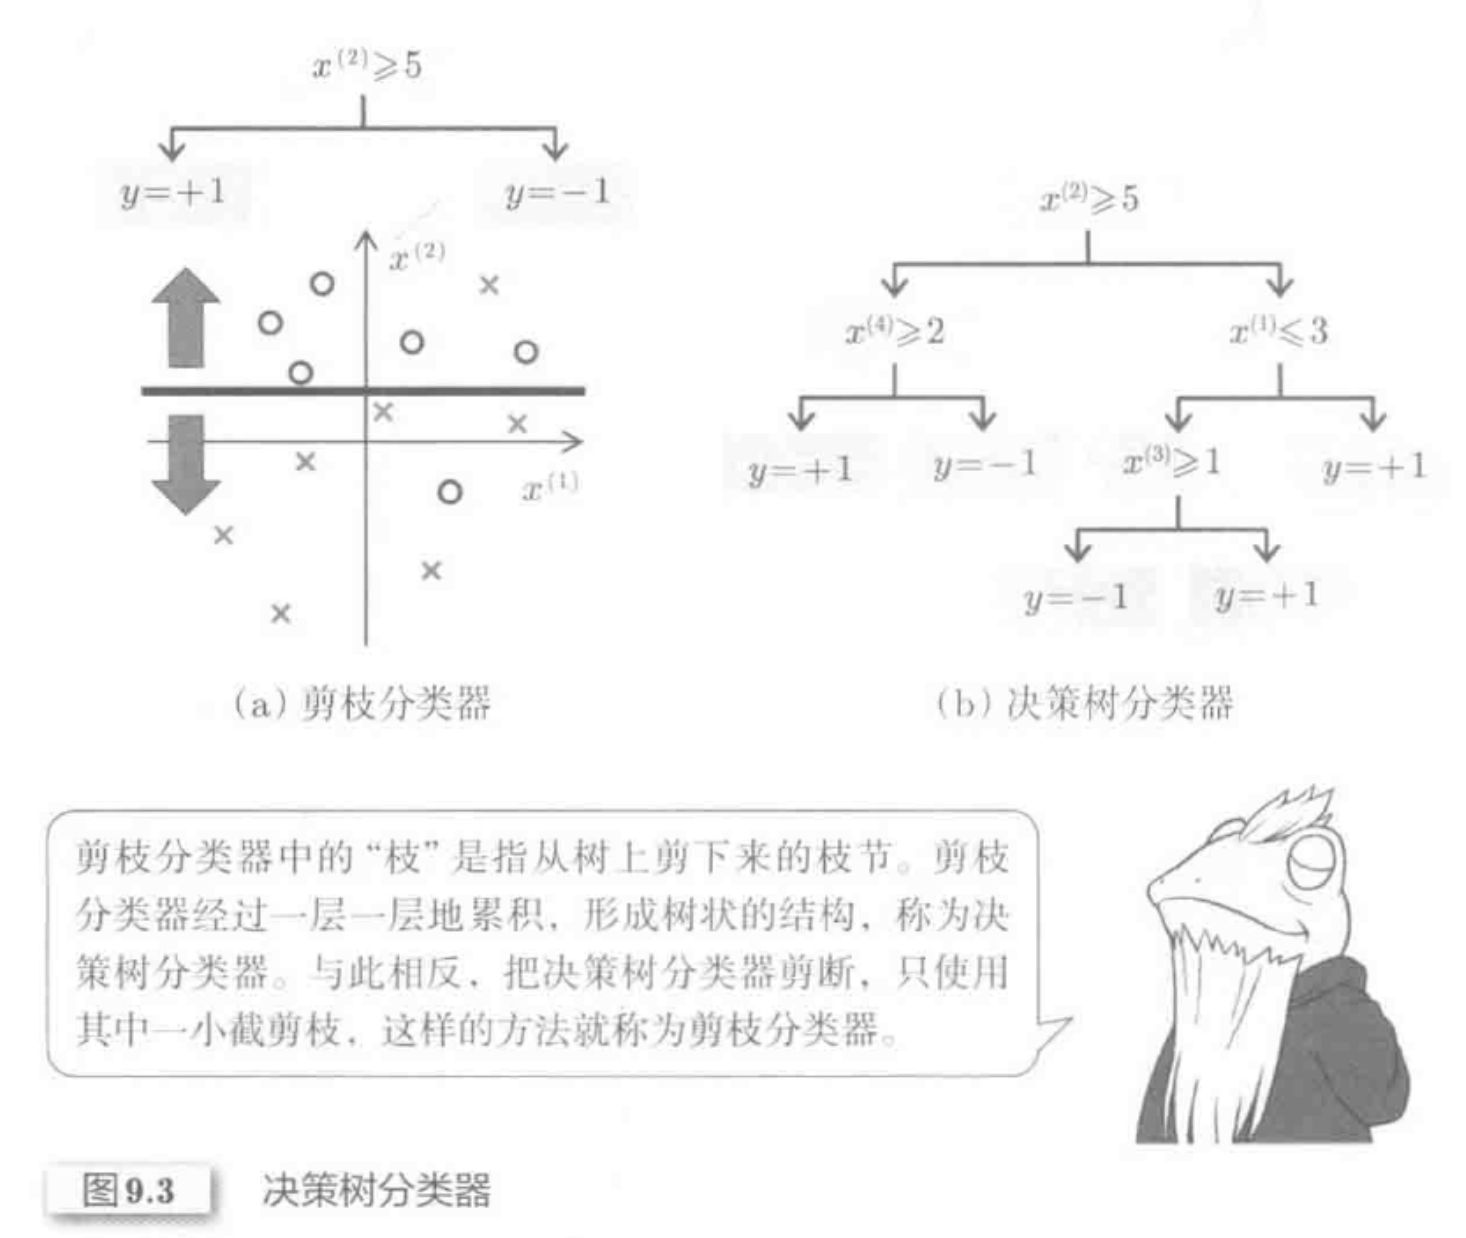 x⁽²⁾⩾5
y=+1
y=−1
x⁽²⁾
x⁽¹⁾
(a) 剪枝分类器
x⁽²⁾⩾5
x⁽⁴⁾⩾2
x⁽¹⁾⩽3
y=+1
y=−1
x⁽³⁾⩾1
y=+1
y=−1
y=+1
(b) 决策树分类器
剪枝分类器中的“枝”是指从树上剪下来的枝节。剪枝
分类器经过一层一层地累积，形成树状的结构，称为决
策树分类器。与此相反，把决策树分类器剪断，只使用
其中一小截剪枝，这样的方法就称为剪枝分类器。
图9.3 决策树分类器